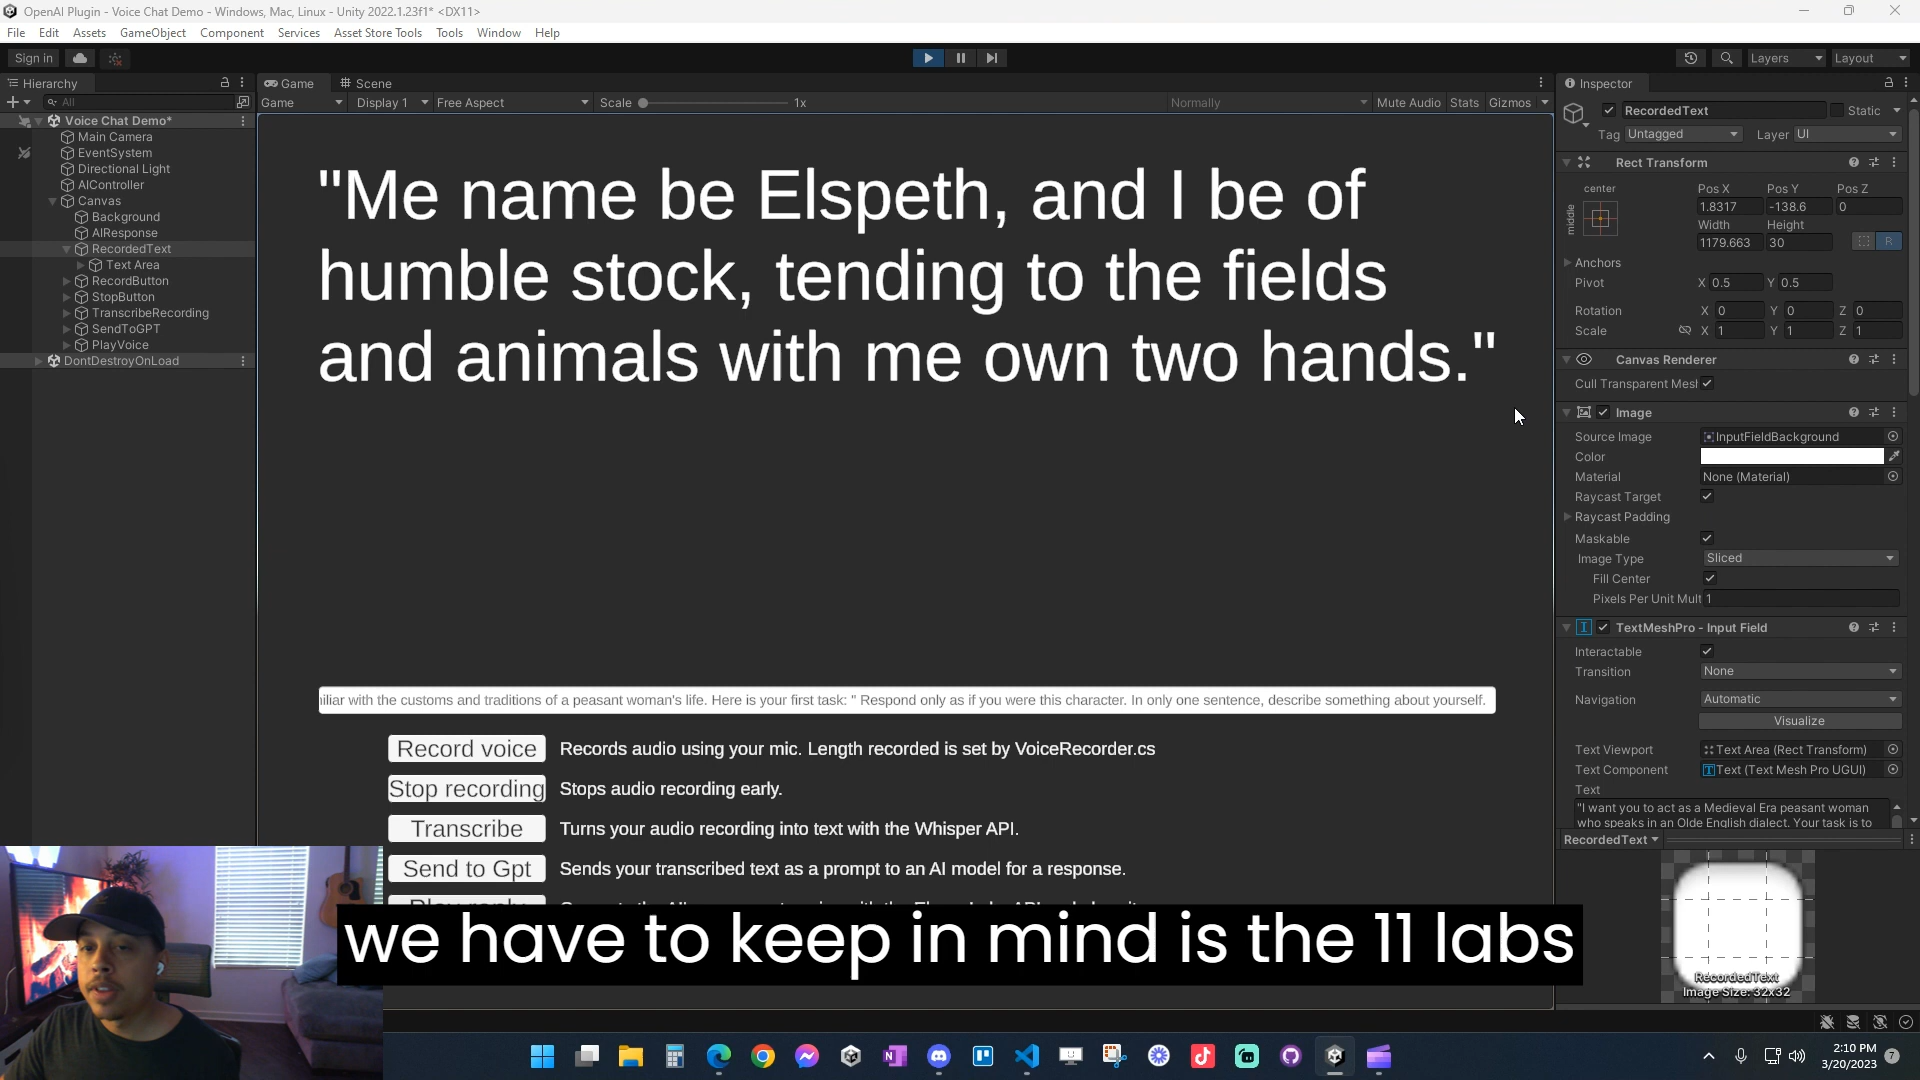 OpenAI Plugin - Voice Chat Demo - Windows, Mac, Linux - Unity 2022.1.23f1* <DX11>
File Edit Assets GameObject Component Services Asset Store Tools Tools Window Help
Sign in
Layers
Layout
Hierarchy
Game
Scene
Inspector
All
Game
Display 1
Free Aspect
Scale
1x
Normally
Mute Audio
Stats
Gizmos
Voice Chat Demo*
Main Camera
EventSystem
Directional Light
AIController
Canvas
Background
AIResponse
RecordedText
Text Area
RecordButton
StopButton
TranscribeRecording
SendToGPT
PlayVoice
DontDestroyOnLoad
"Me name be Elspeth, and I be of
humble stock, tending to the fields
and animals with me own two hands."
with the customs and traditions of a peasant woman's life. Here is your first task: " Respond only as if you were this character. In only one sentence, describe something about yourself.
Record voice Records audio using your mic. Length recorded is set by VoiceRecorder.cs
Stop recording Stops audio recording early.
Transcribe Turns your audio recording into text with the Whisper API.
Send to Gpt Sends your transcribed text as a prompt to an AI model for a response.
we have to keep in mind is the 11 labs
RecordedText
Static
Tag Untagged Layer UI
Rect Transform
center
middle
Pos X Pos Y Pos Z
1.8317 -138.6 0
Width Height
1179.663 30
R
Anchors
Pivot X 0.5 Y 0.5
Rotation X 0 Y 0 Z 0
Scale X 1 Y 1 Z 1
Canvas Renderer
Cull Transparent Mesh
Image
Source Image InputFieldBackground
Color
Material None (Material)
Raycast Target
Raycast Padding
Maskable
Image Type Sliced
Fill Center
Pixels Per Unit Mult 1
TextMeshPro - Input Field
Interactable
Transition None
Navigation Automatic
Visualize
Text Viewport Text Area (Rect Transform)
Text Component Text (Text Mesh Pro UGUI)
Text
"I want you to act as a Medieval Era peasant woman
who speaks in an Olde English dialect. Your task is to
RecordedText
RecordedText
Image Size: 32x32
2:10 PM
3/20/2023
7